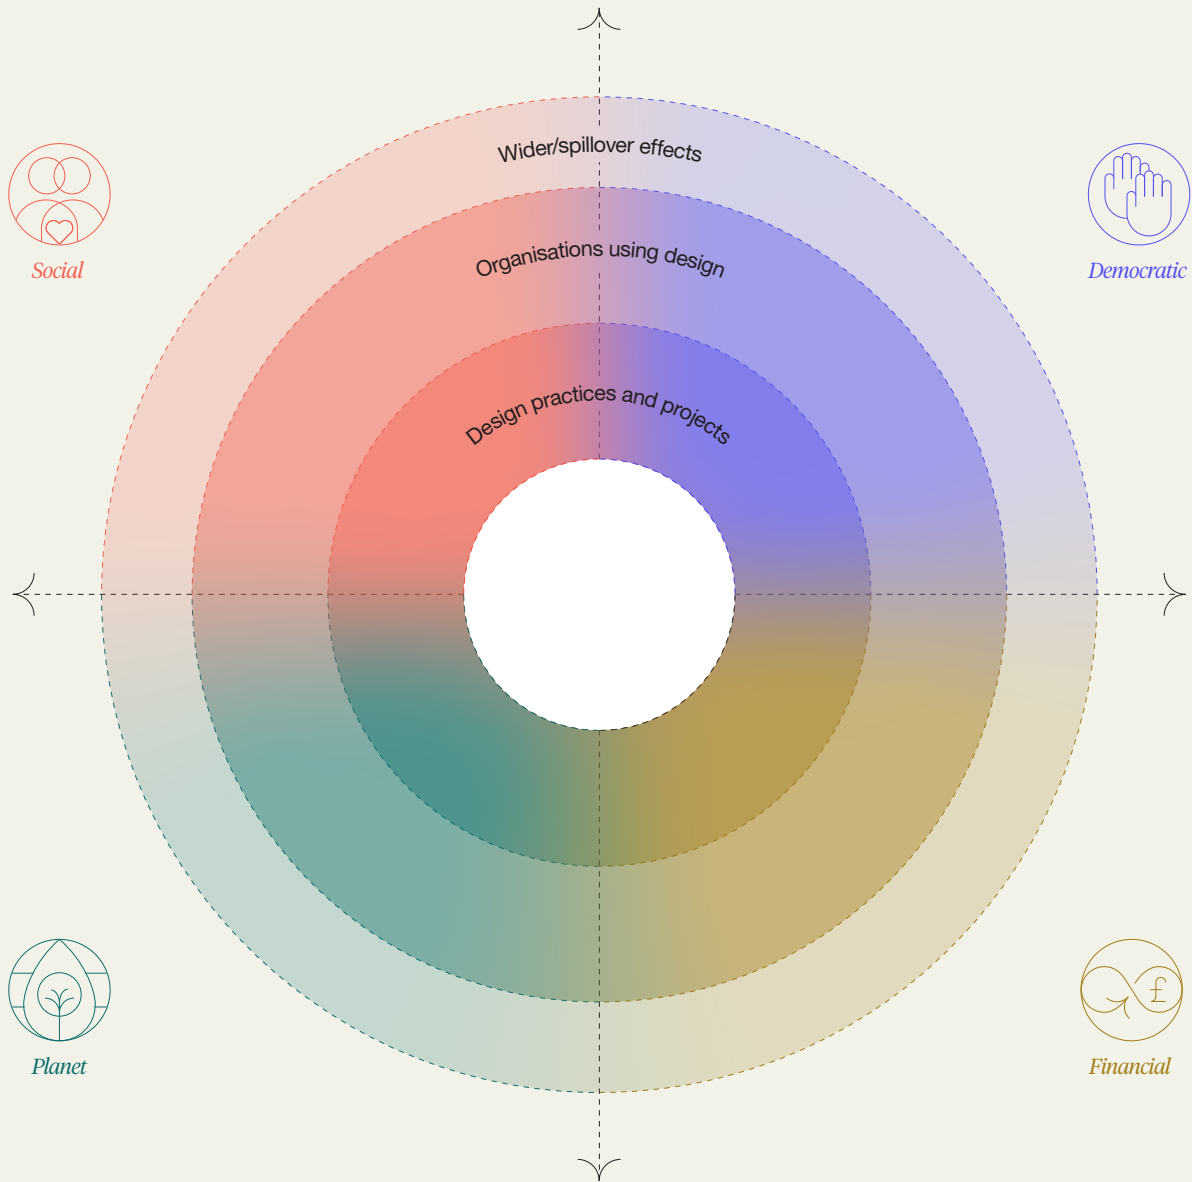 Wider/spillover effects
Social
Democratic
Organisations using design
Design practices and projects
£
Planet
Financial